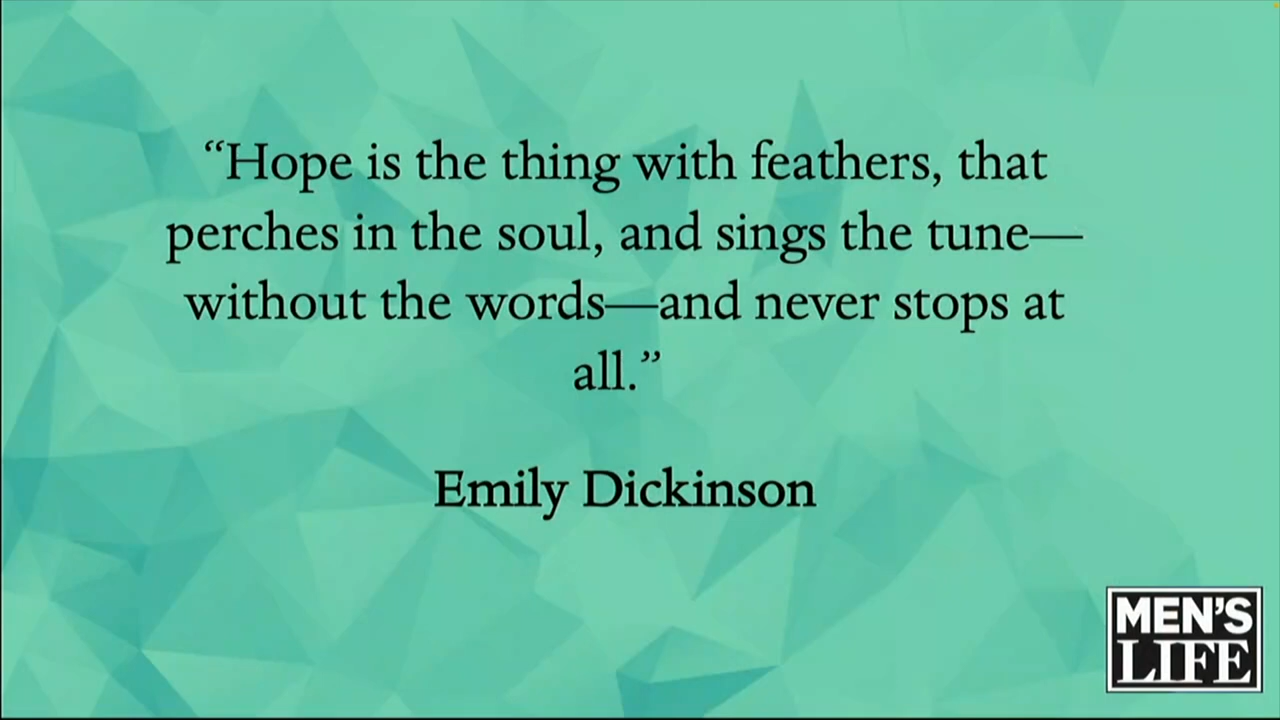 “Hope is the thing with feathers, that
perches in the soul, and sings the tune—
without the words—and never stops at
all.”
Emily Dickinson
MEN'S
LIFE